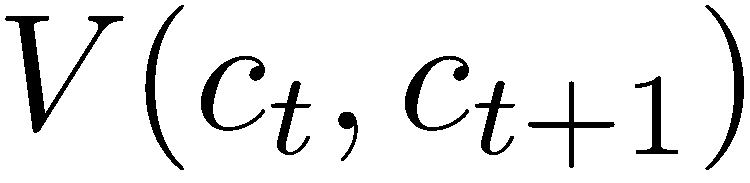 V(c_t, c_{t+1})